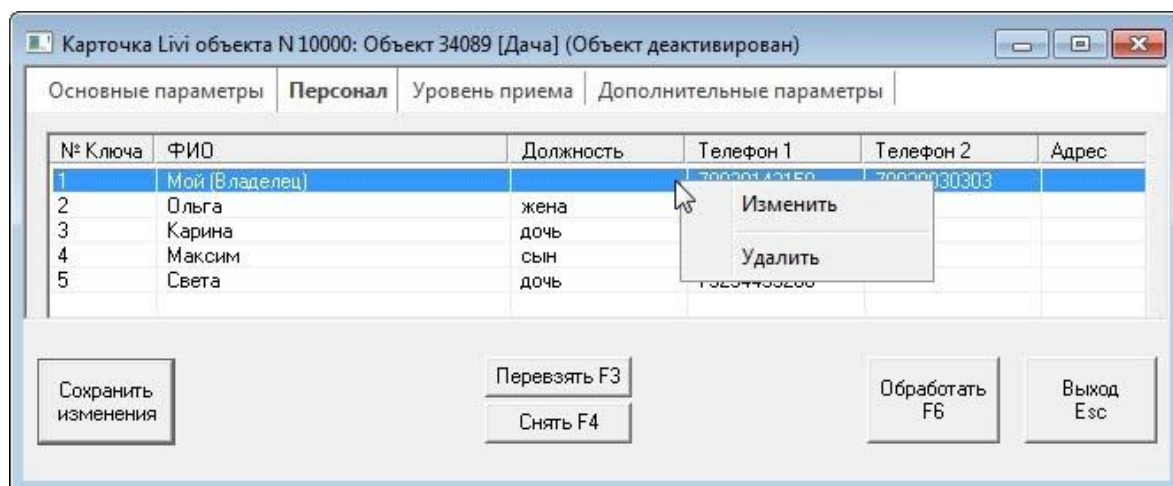 Карточка Livi объекта N 10000: Объект 34089 [Дача] (Объект деактивирован)
Основные параметры Персонал Уровень приема Дополнительные параметры
№ Ключа ФИО Должность Телефон 1 Телефон 2 Адрес
1 Мой (Владелец)
2 Ольга жена
3 Карина дочь
4 Максим сын
5 Света дочь
Изменить
Удалить
Сохранить
изменения
Перевзять F3
Снять F4
Обработать
F6
Выход
Esc